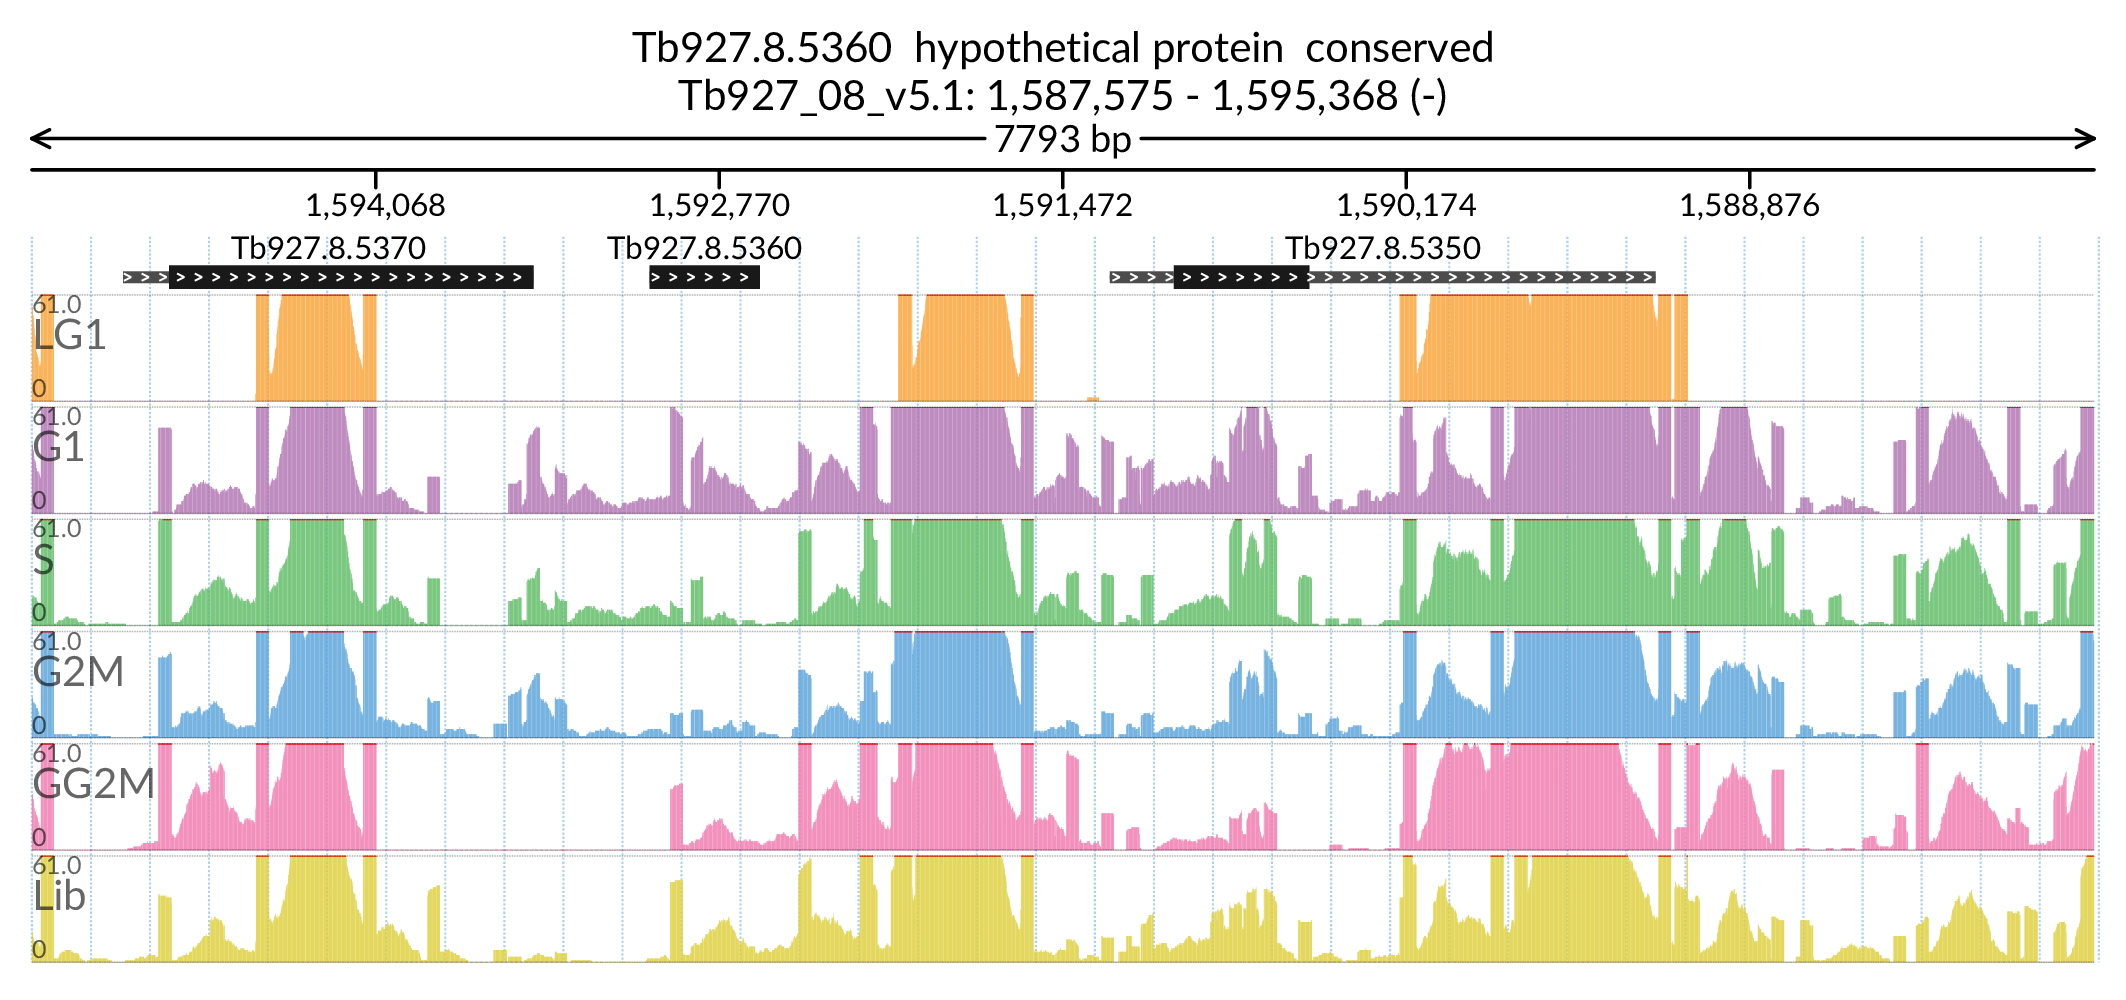 Tb927.8.5360 hypothetical protein conserved
Tb927_08_v5.1: 1,587,575 - 1,595,368 (-)
7793 bp
1,594,068 1,592,770 1,591,472 1,590,174 1,588,876
Tb927.8.5370 Tb927.8.5360 Tb927.8.5350
61.0
LG1
0
61.0
G1
0
61.0
S
0
61.0
G2M
0
61.0
GG2M
0
61.0
Lib
0